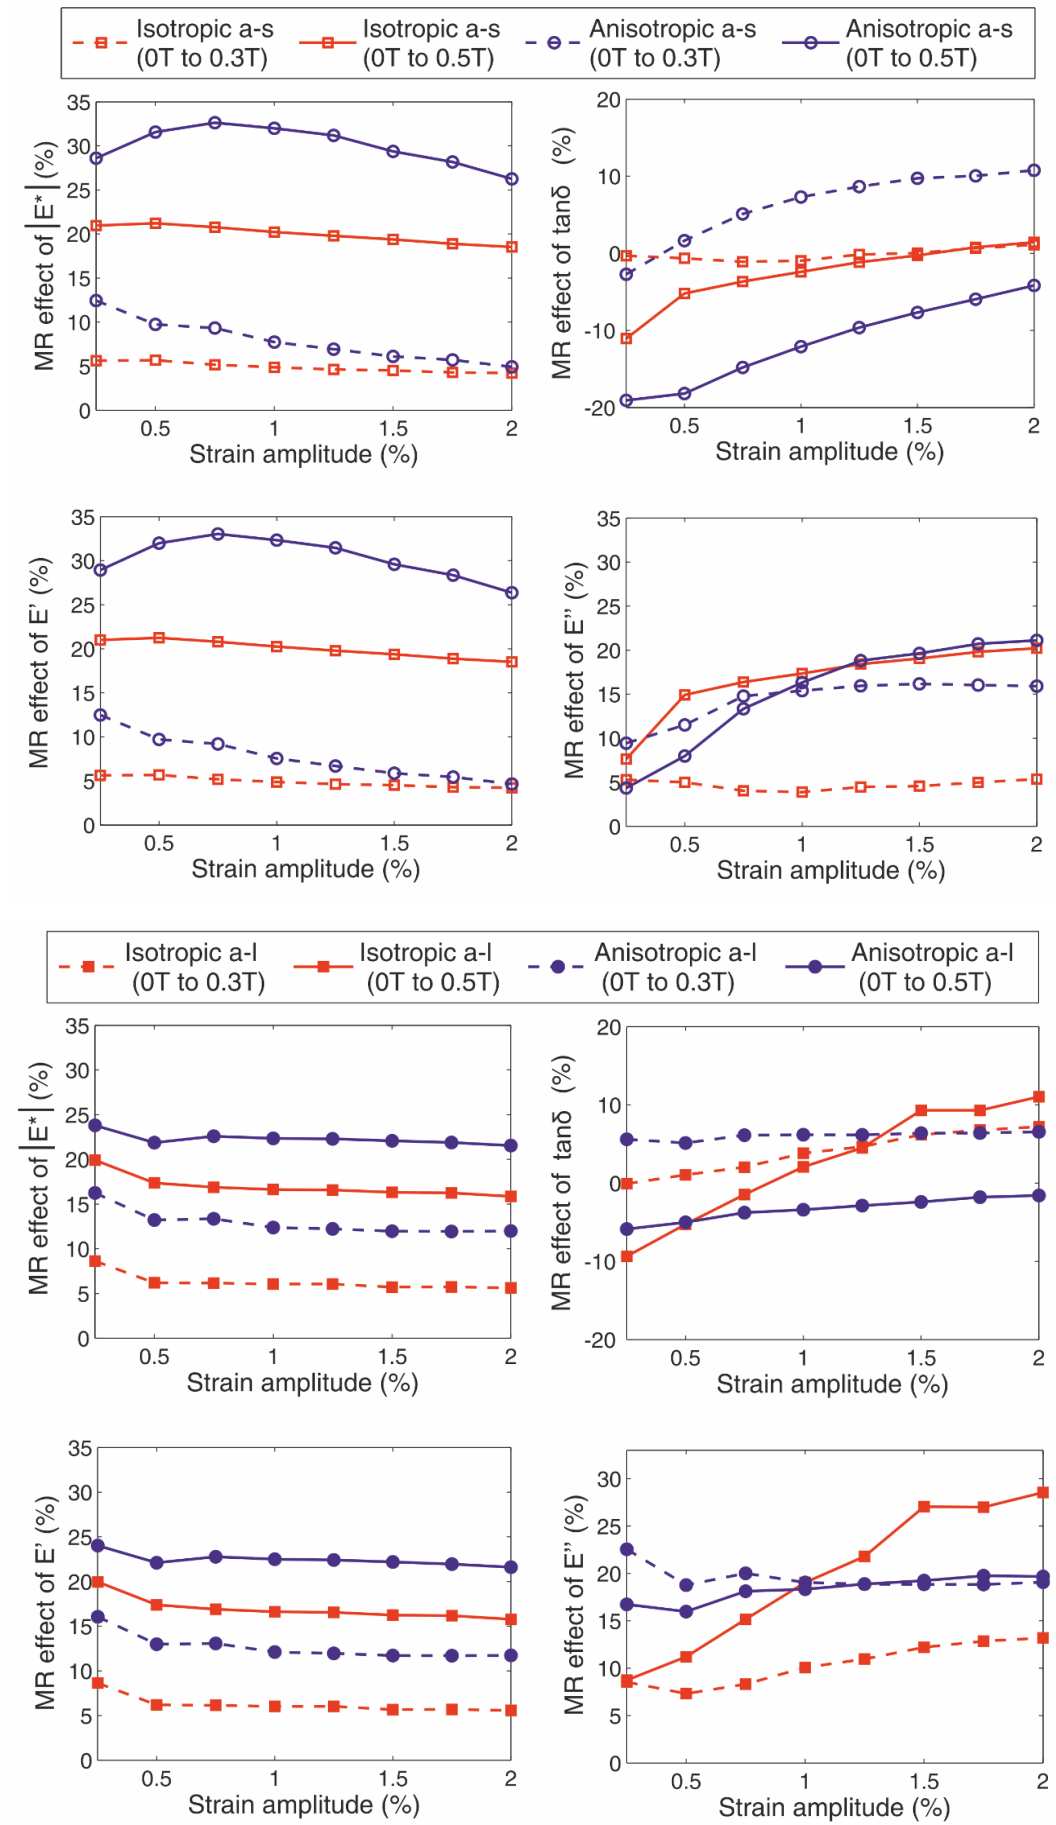 Isotropic a-s Isotropic a-s Anisotropic a-s Anisotropic a-s
(0T to 0.3T) (0T to 0.5T) (0T to 0.3T) (0T to 0.5T)
MR effect of |E*| (%)
35
30
25
20
15
10
5
0
0.5 1 1.5 2
Strain amplitude (%)
MR effect of tanδ (%)
20
10
0
-10
-20
0.5 1 1.5 2
Strain amplitude (%)
MR effect of E' (%)
35
30
25
20
15
10
5
0
0.5 1 1.5 2
Strain amplitude (%)
MR effect of E" (%)
35
30
25
20
15
10
5
0
0.5 1 1.5 2
Strain amplitude (%)
Isotropic a-l Isotropic a-l Anisotropic a-l Anisotropic a-l
(0T to 0.3T) (0T to 0.5T) (0T to 0.3T) (0T to 0.5T)
MR effect of |E*| (%)
35
30
25
20
15
10
5
0
0.5 1 1.5 2
Strain amplitude (%)
MR effect of tanδ (%)
20
10
0
-10
-20
0.5 1 1.5 2
Strain amplitude (%)
MR effect of E' (%)
35
30
25
20
15
10
5
0
0.5 1 1.5 2
Strain amplitude (%)
MR effect of E" (%)
30
25
20
15
10
5
0
0.5 1 1.5 2
Strain amplitude (%)